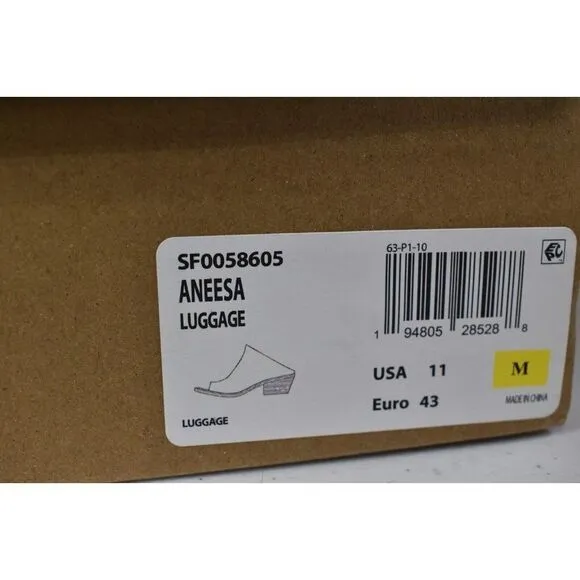 SF0058605
ANEESA
LUGGAGE
LUGGAGE
63-P1-10
1 94805 28528 8
USA 11
M
Euro 43
MADE IN CHINA